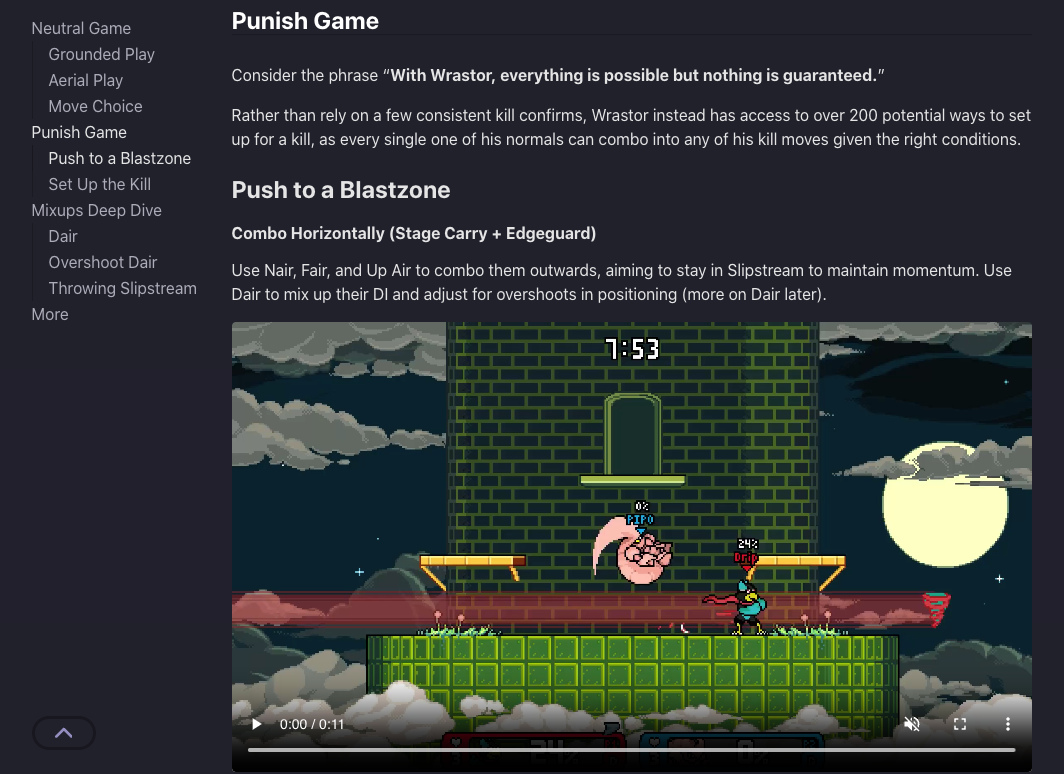 Neutral Game
Grounded Play
Aerial Play
Move Choice
Punish Game
Push to a Blastzone
Set Up the Kill
Mixups Deep Dive
Dair
Overshoot Dair
Throwing Slipstream
More
Punish Game
Consider the phrase “With Wrastor, everything is possible but nothing is guaranteed.”
Rather than rely on a few consistent kill confirms, Wrastor instead has access to over 200 potential ways to set
up for a kill, as every single one of his normals can combo into any of his kill moves given the right conditions.
Push to a Blastzone
Combo Horizontally (Stage Carry + Edgeguard)
Use Nair, Fair, and Up Air to combo them outwards, aiming to stay in Slipstream to maintain momentum. Use
Dair to mix up their DI and adjust for overshoots in positioning (more on Dair later).
7:53
0%
PIPO
24%
Drip
0:00 / 0:11
24%
0%